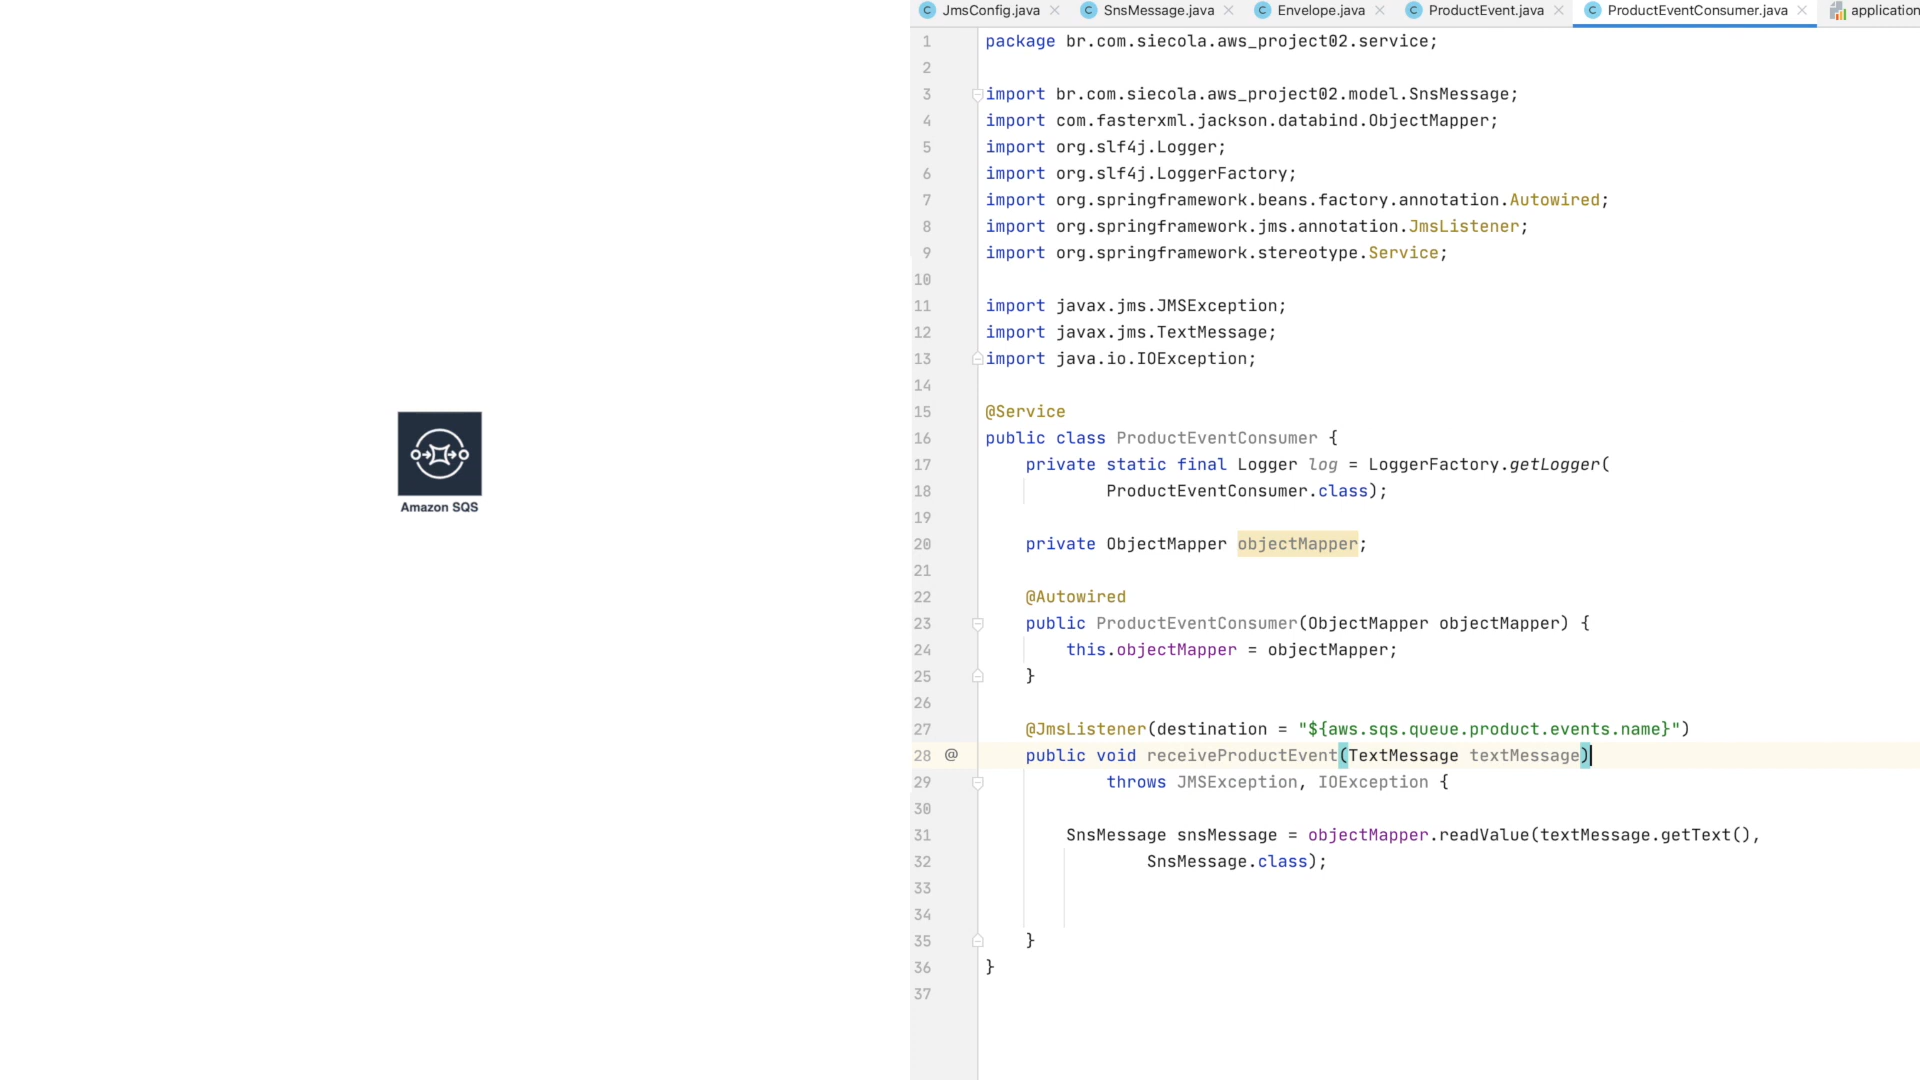 JmsConfig.java
SnsMessage.java
Envelope.java
ProductEvent.java
ProductEventConsumer.java
application
Amazon SQS
1 package br.com.siecola.aws_project02.service;
2
3 import br.com.siecola.aws_project02.model.SnsMessage;
4 import com.fasterxml.jackson.databind.ObjectMapper;
5 import org.slf4j.Logger;
6 import org.slf4j.LoggerFactory;
7 import org.springframework.beans.factory.annotation.Autowired;
8 import org.springframework.jms.annotation.JmsListener;
9 import org.springframework.stereotype.Service;
10
11 import javax.jms.JMSException;
12 import javax.jms.TextMessage;
13 import java.io.IOException;
14
15 @Service
16 public class ProductEventConsumer {
17 private static final Logger log = LoggerFactory.getLogger(
18 ProductEventConsumer.class);
19
20 private ObjectMapper objectMapper;
21
22 @Autowired
23 public ProductEventConsumer(ObjectMapper objectMapper) {
24 this.objectMapper = objectMapper;
25 }
26
27 @JmsListener(destination = "${aws.sqs.queue.product.events.name}")
28 @ public void receiveProductEvent(TextMessage textMessage)
29 throws JMSException, IOException {
30
31 SnsMessage snsMessage = objectMapper.readValue(textMessage.getText(),
32 SnsMessage.class);
33
34
35 }
36 }
37